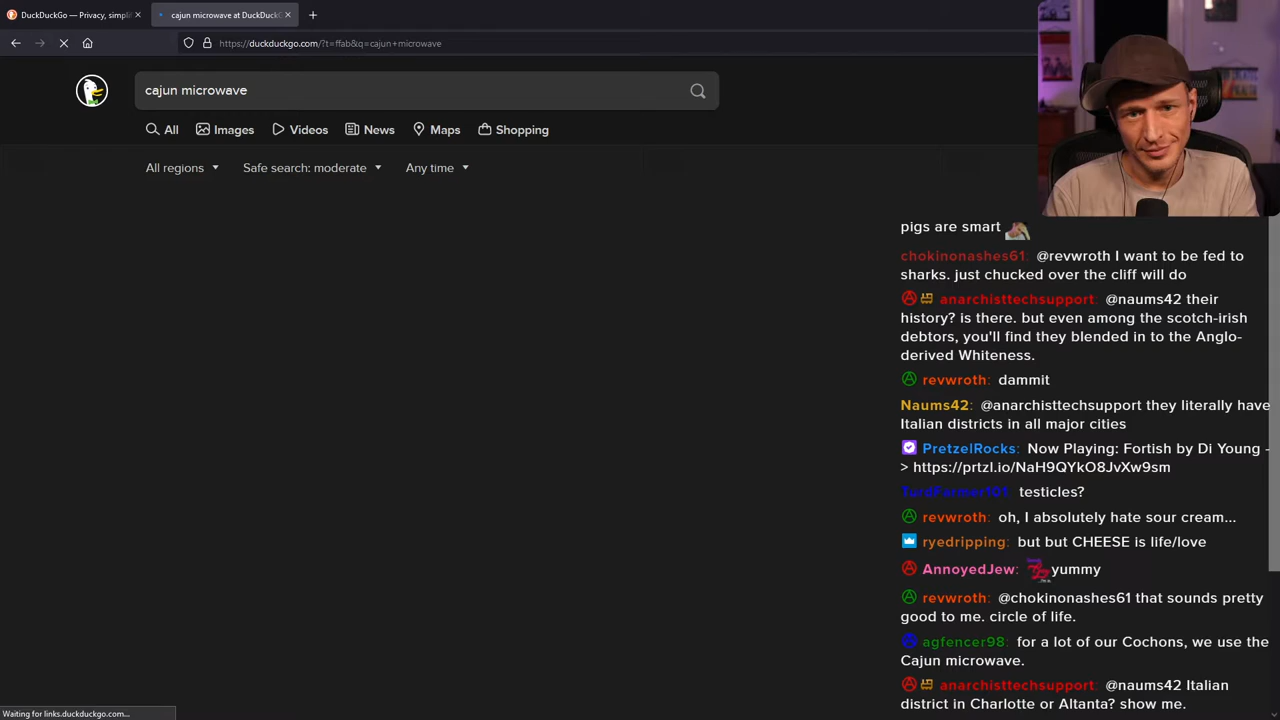 DuckDuckGo — Privacy, simplif
cajun microwave at DuckDuckG
https://duckduckgo.com/?t=ffab&q=cajun+microwave
cajun microwave
All
Images
Videos
News
Maps
Shopping
All regions
Safe search: moderate
Any time
pigs are smart
chokinonashes61: @revwroth I want to be fed to
sharks. just chucked over the cliff will do
anarchisttechsupport: @naums42 their
history? is there. but even among the scotch-irish
debtors, you'll find they blended in to the Anglo-
derived Whiteness.
revwroth: dammit
Naums42: @anarchisttechsupport they literally have
Italian districts in all major cities
PretzelRocks: Now Playing: Fortish by Di Young -
> https://prtzl.io/NaH9QYkO8JvXw9sm
TurdFarmer101: testicles?
revwroth: oh, I absolutely hate sour cream...
ryedripping: but but CHEESE is life/love
AnnoyedJew: yummy
revwroth: @chokinonashes61 that sounds pretty
good to me. circle of life.
agfencer98: for a lot of our Cochons, we use the
Cajun microwave.
anarchisttechsupport: @naums42 Italian
district in Charlotte or Altanta? show me.
Waiting for links.duckduckgo.com...